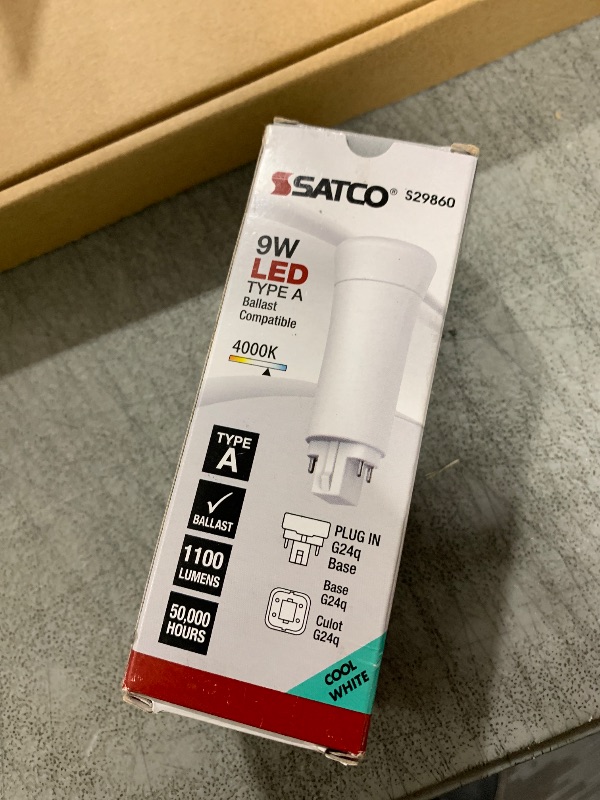 SATCO® S29860
9W
LED
TYPE A
Ballast
Compatible
4000K
TYPE
A
BALLAST
1100
LUMENS
50,000
HOURS
PLUG IN
G24q
Base
Base
G24q
Culot
G24q
COOL
WHITE